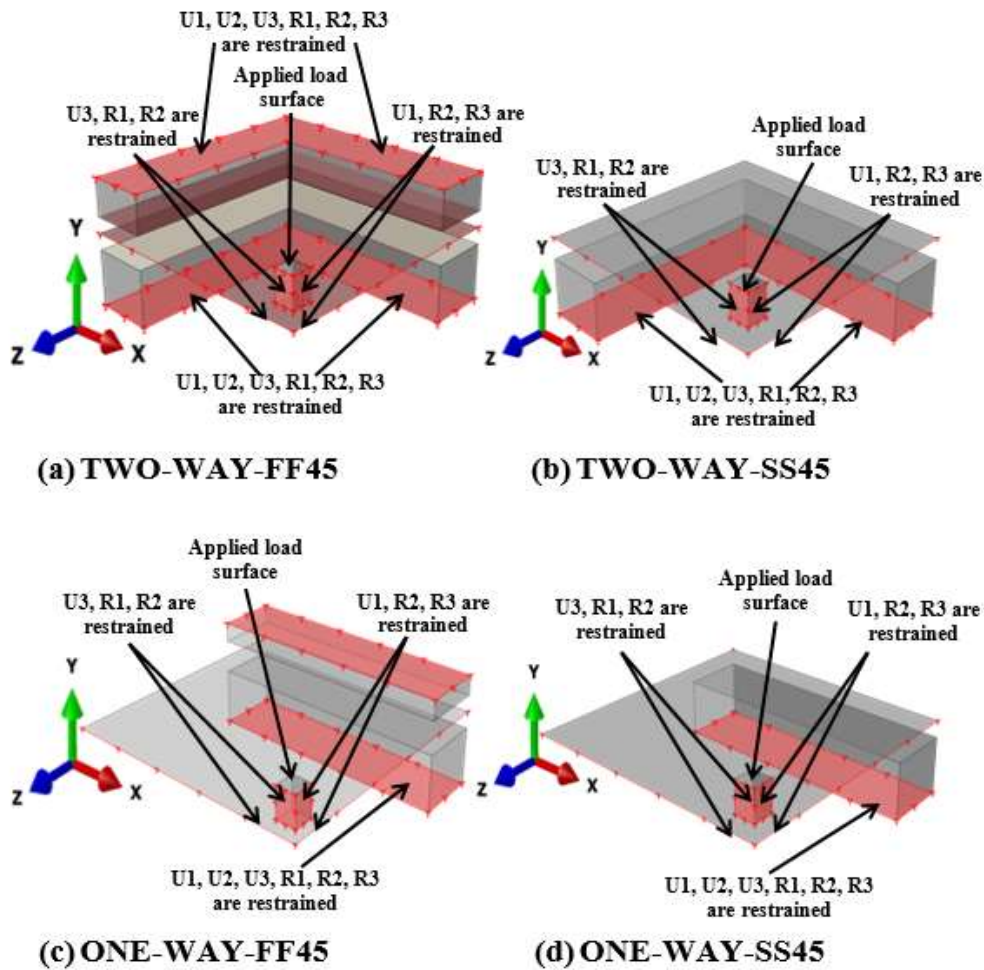 U1, U2, U3, R1, R2, R3
are restrained
Applied load
surface
U3, R1, R2 are
restrained
U1, R2, R3 are
restrained
Y
Z
X
U1, U2, U3, R1, R2, R3
are restrained
(a) TWO-WAY-FF45
Applied load
surface
U3, R1, R2 are
restrained
U1, R2, R3 are
restrained
Y
Z
X
U1, U2, U3, R1, R2, R3
are restrained
(b) TWO-WAY-SS45
Applied load
surface
U3, R1, R2 are
restrained
U1, R2, R3 are
restrained
Y
Z
X
U1, U2, U3, R1, R2, R3
are restrained
(c) ONE-WAY-FF45
Applied load
surface
U3, R1, R2 are
restrained
U1, R2, R3 are
restrained
Y
Z
X
U1, U2, U3, R1, R2, R3
are restrained
(d) ONE-WAY-SS45